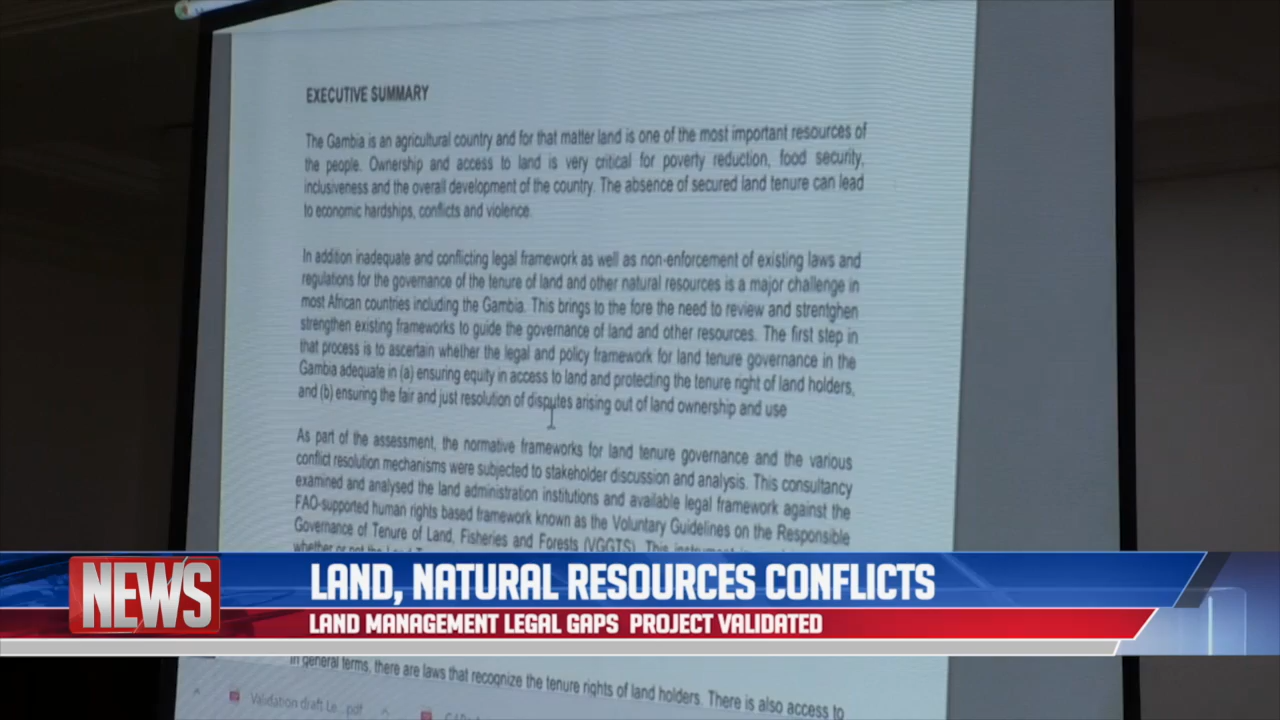 EXECUTIVE SUMMARY
The Gambia is an agricultural country and for that matter land is one of the most important resources of
the people. Ownership and access to land is very critical for poverty reduction, food security,
inclusiveness and the overall development of the country. The absence of secured land tenure can lead
to economic hardships, conflicts and violence.
In addition inadequate and conflicting legal framework as well as non-enforcement of existing laws and
regulations for the governance of the tenure of land and other natural resources is a major challenge in
most African countries including the Gambia. This brings to the fore the need to review and strentghen
strengthen existing frameworks to guide the governance of land and other resources. The first step in
that process is to ascertain whether the legal and policy framework for land tenure governance in the
Gambia adequate in (a) ensuring equity in access to land and protecting the tenure right of land holders,
and (b) ensuring the fair and just resolution of disputes arising out of land ownership and use
As part of the assessment, the normative frameworks for land tenure governance and the various
conflict resolution mechanisms were subjected to stakeholder discussion and analysis. This consultancy
examined and analysed the land administration institutions and available legal framework against the
FAO-supported human rights based framework known as the Voluntary Guidelines on the Responsible
Governance of Tenure of Land, Fisheries and Forests (VGGTS). This
whether or not the
NEWS
LAND, NATURAL RESOURCES CONFLICTS
LAND MANAGEMENT LEGAL GAPS PROJECT VALIDATED
In general terms, there are laws that recognize the tenure rights of land holders. There is also access to
Validation draft Le....pdf